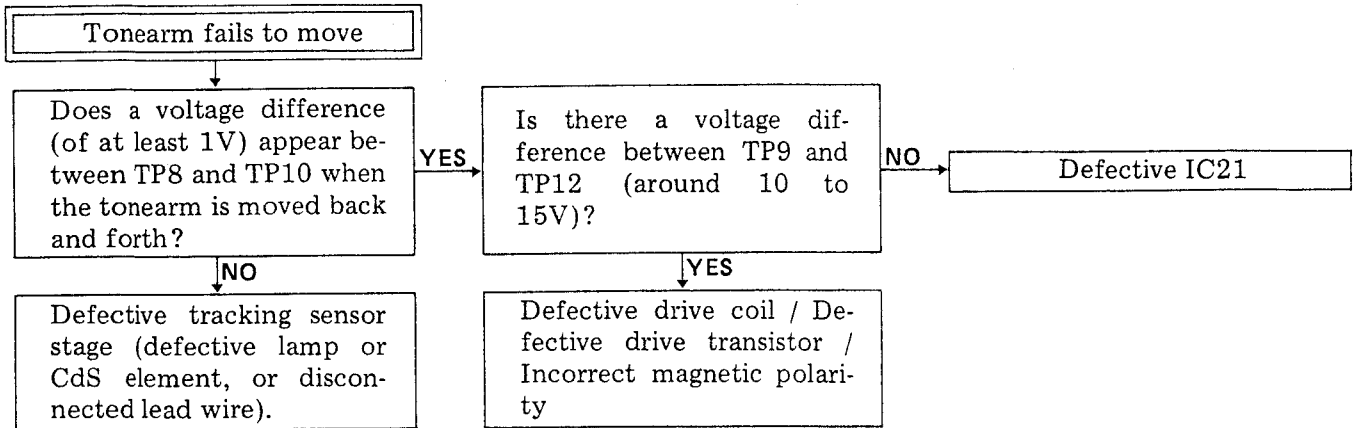 Tonearm fails to move
Does a voltage difference
(of at least 1V) appear be-
tween TP8 and TP10 when
the tonearm is moved back
and forth?
YES
Is there a voltage dif-
ference between TP9 and
TP12 (around 10 to
15V)?
NO
Defective IC21
NO
Defective tracking sensor
stage (defective lamp or
CdS element, or discon-
nected lead wire).
YES
Defective drive coil / De-
fective drive transistor /
Incorrect magnetic polari-
ty